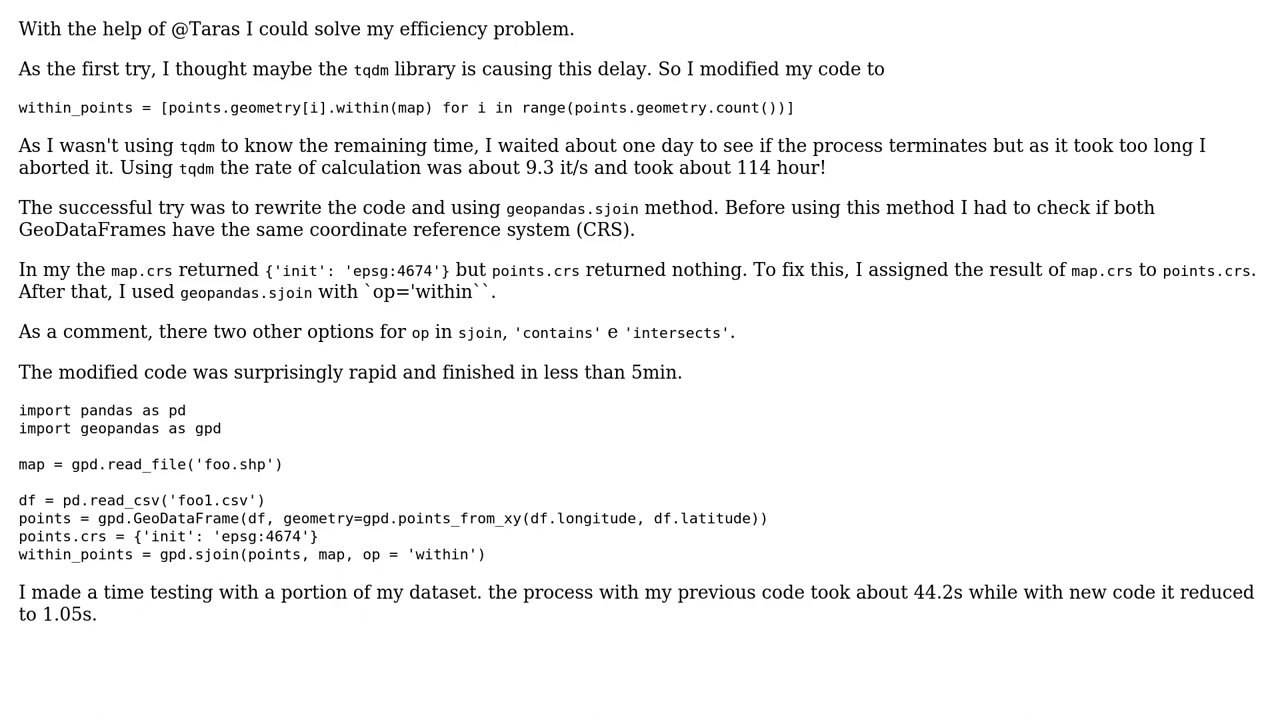 With the help of @Taras I could solve my efficiency problem.
As the first try, I thought maybe the tqdm library is causing this delay. So I modified my code to
within_points = [points.geometry[i].within(map) for i in range(points.geometry.count())]
As I wasn't using tqdm to know the remaining time, I waited about one day to see if the process terminates but as it took too long I
aborted it. Using tqdm the rate of calculation was about 9.3 it/s and took about 114 hour!
The successful try was to rewrite the code and using geopandas.sjoin method. Before using this method I had to check if both
GeoDataFrames have the same coordinate reference system (CRS).
In my the map.crs returned {'init': 'epsg:4674'} but points.crs returned nothing. To fix this, I assigned the result of map.crs to points.crs.
After that, I used geopandas.sjoin with `op='within``.
As a comment, there two other options for op in sjoin, 'contains' e 'intersects'.
The modified code was surprisingly rapid and finished in less than 5min.
import pandas as pd
import geopandas as gpd
map = gpd.read_file('foo.shp')
df = pd.read_csv('foo1.csv')
points = gpd.GeoDataFrame(df, geometry=gpd.points_from_xy(df.longitude, df.latitude))
points.crs = {'init': 'epsg:4674'}
within_points = gpd.sjoin(points, map, op = 'within')
I made a time testing with a portion of my dataset. the process with my previous code took about 44.2s while with new code it reduced
to 1.05s.